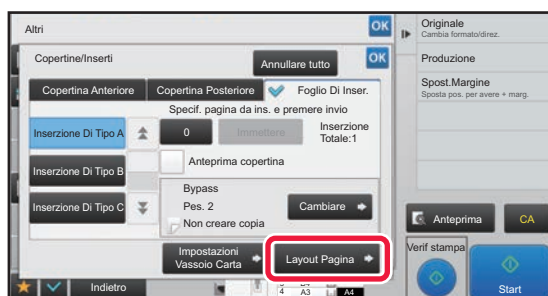 Altri
OK
Copertine/Inserti
Annullare tutto
OK
Copertina Anteriore
Copertina Posteriore
Foglio Di Inser.
Specif. pagina da ins. e premere invio
Inserzione Di Tipo A
0
Immettere
Inserzione
Totale:1
Inserzione Di Tipo B
Anteprima copertina
Inserzione Di Tipo C
Bypass
Pes. 2
Non creare copia
Cambiare
Impostazioni
Vassoio Carta
Layout Pagina
Indietro
4 A3
A4
Originale
Cambia formato/direz.
Produzione
Spost.Margine
Sposta pos. per avere + marg.
Anteprima
CA
Verif stampa
Start